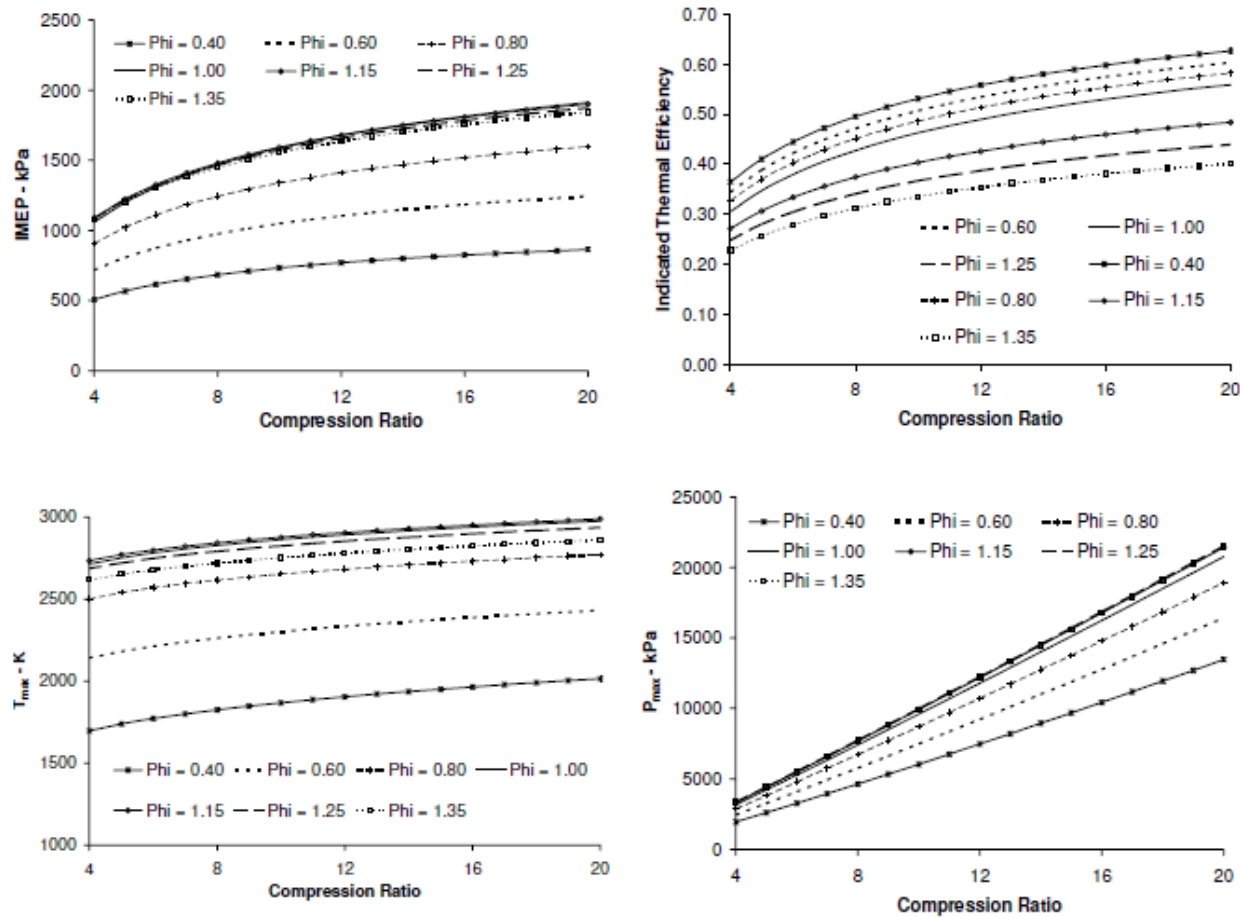 IMEP - kPa
2500
2000
1500
1000
500
0
Phi = 0.40 Phi = 0.60 Phi = 0.80
Phi = 1.00 Phi = 1.15 Phi = 1.25
Phi = 1.35
4 8 12 16 20
Compression Ratio
Indicated Thermal Efficiency
0.70
0.60
0.50
0.40
0.30
0.20
0.10
0.00
Phi = 0.60 Phi = 1.00
Phi = 1.25 Phi = 0.40
Phi = 0.80 Phi = 1.15
Phi = 1.35
4 8 12 16 20
Compression Ratio
Tmax - K
3000
2500
2000
1500
1000
Phi = 0.40 Phi = 0.60 Phi = 0.80 Phi = 1.00
Phi = 1.15 Phi = 1.25 Phi = 1.35
4 8 12 16 20
Compression Ratio
Pmax - kPa
25000
20000
15000
10000
5000
0
Phi = 0.40 Phi = 0.60 Phi = 0.80
Phi = 1.00 Phi = 1.15 Phi = 1.25
Phi = 1.35
4 8 12 16 20
Compression Ratio